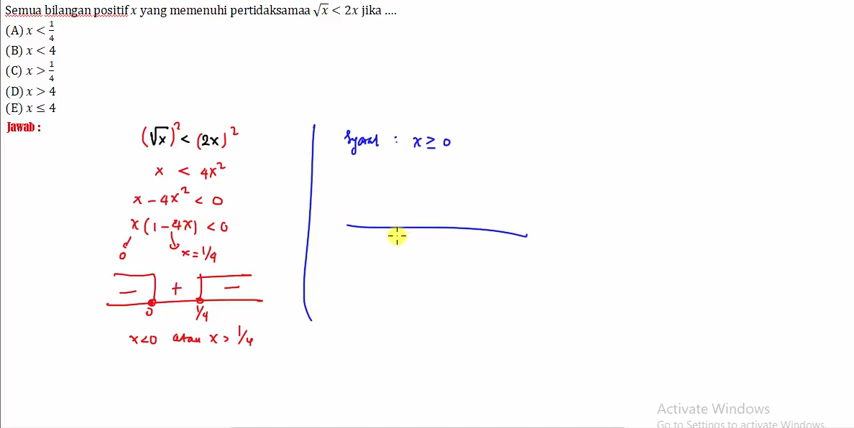 Semua bilangan positif x yang memenuhi pertidaksamaa √x < 2x jika ....
(A) x < 1/4
(B) x < 4
(C) x > 1/4
(D) x > 4
(E) x ≤ 4
Jawab :
(√x)² < (2x)²
x < 4x²
x − 4x² < 0
x(1 − 4x) < 0
0 x = 1/4
− + −
0 1/4
x<0 atau x > 1/4
Syarat : x ≥ 0
Activate Windows
Go to Settings to activate Windows.